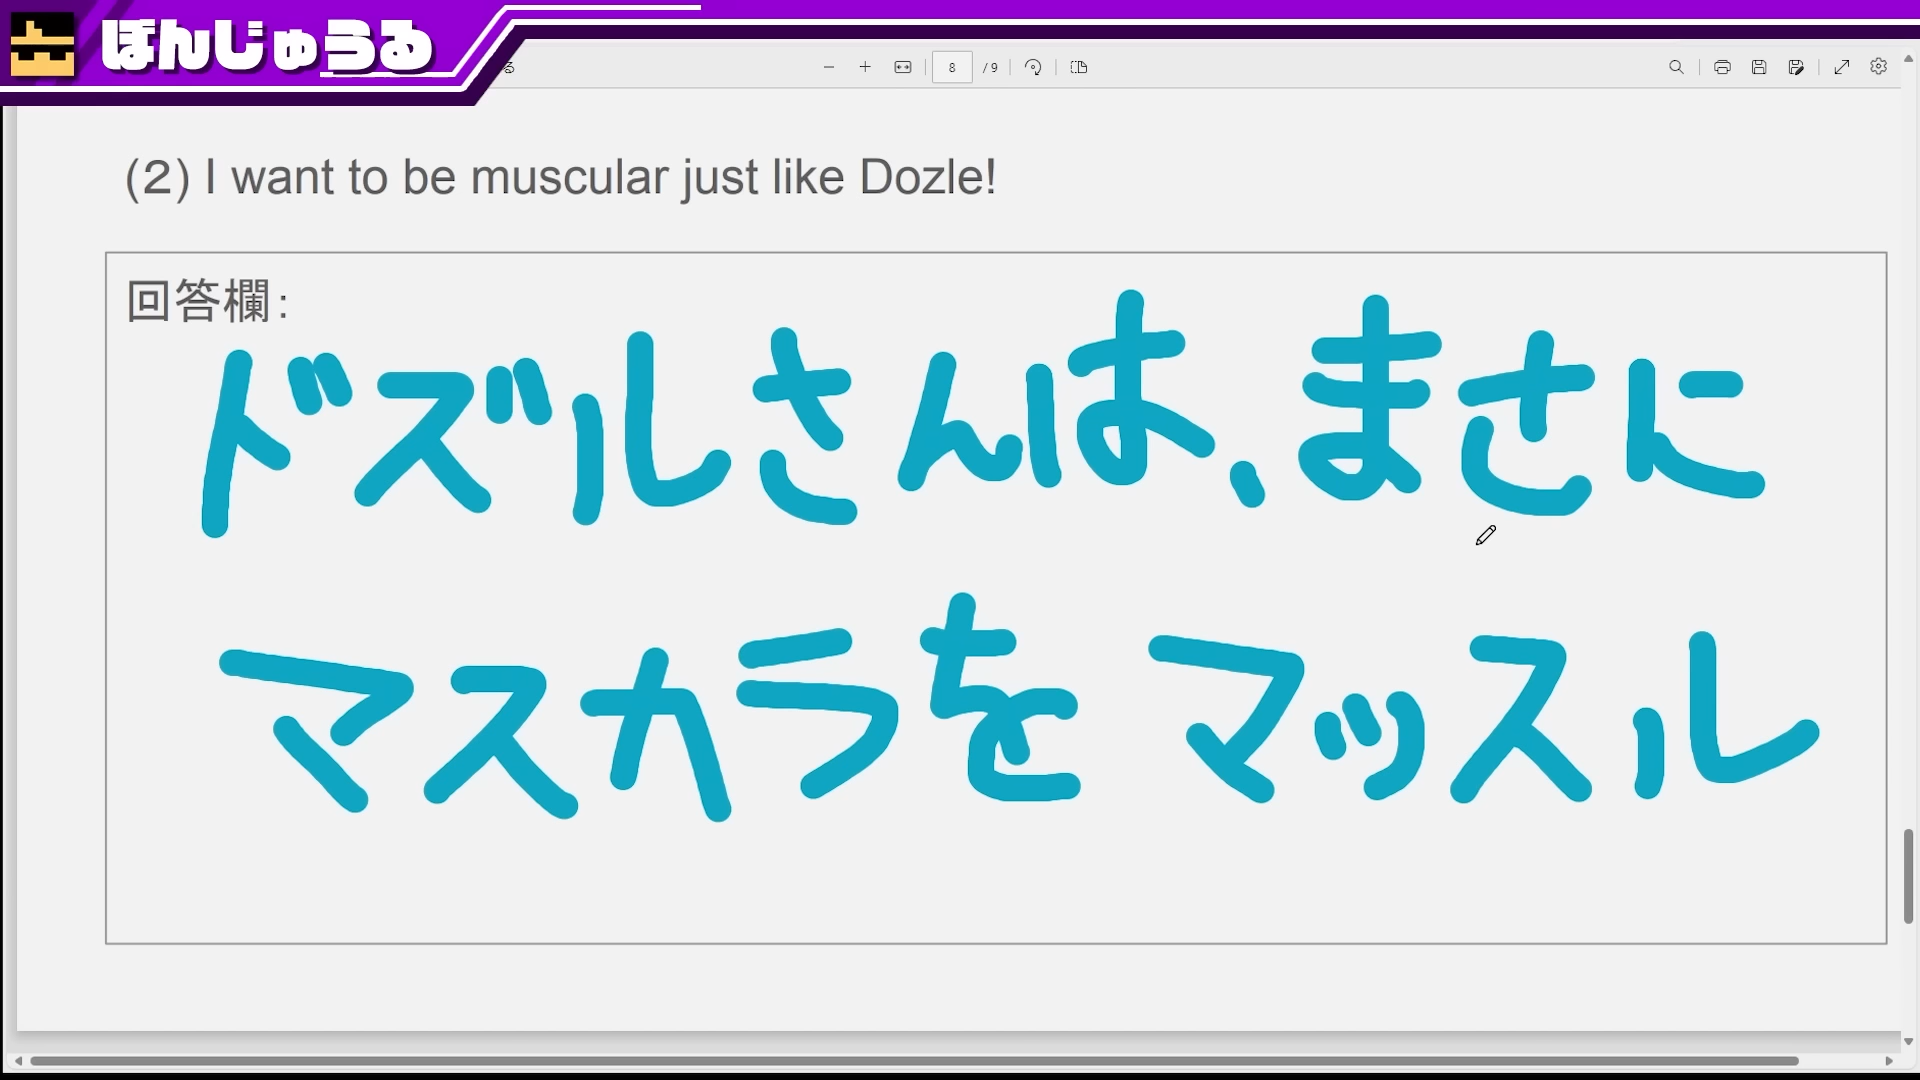 ぼんじゅうる
る
8 / 9
(2) I want to be muscular just like Dozle!
回答欄:
ドズルさんは、まさに
マスカラをマッスル